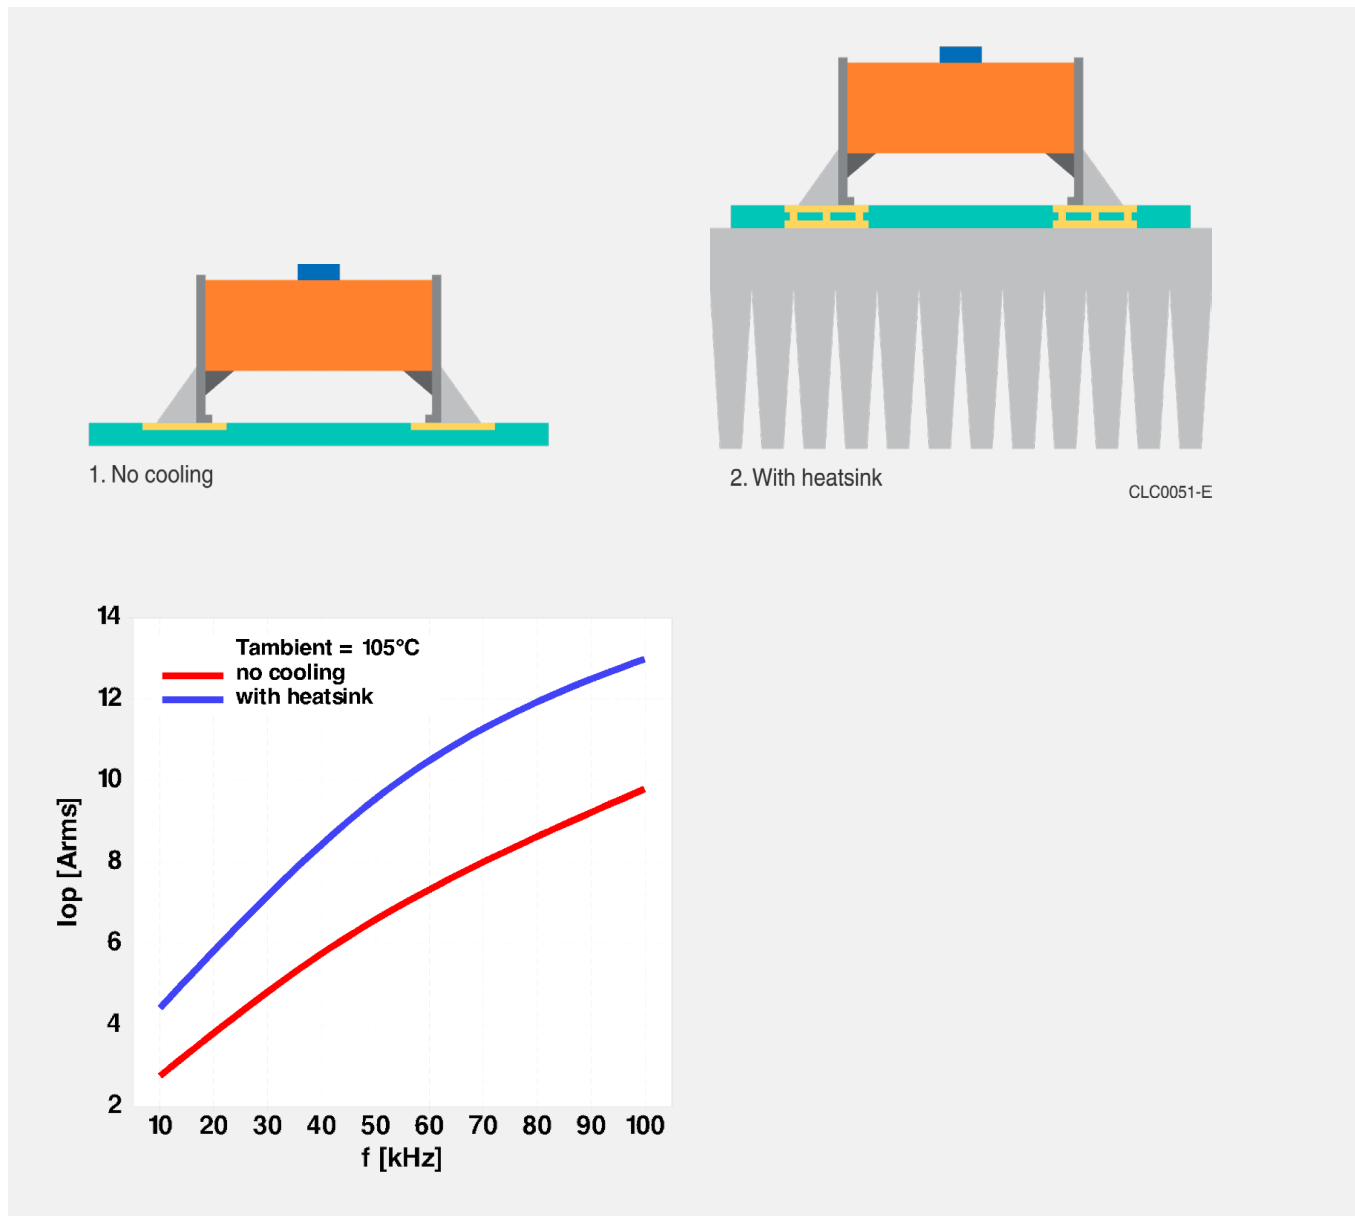 1. No cooling
2. With heatsink
CLC0051-E
14
12
10
8
6
4
2
Iop [Arms]
Tambient = 105°C
no cooling
with heatsink
10 20 30 40 50 60 70 80 90 100
f [kHz]